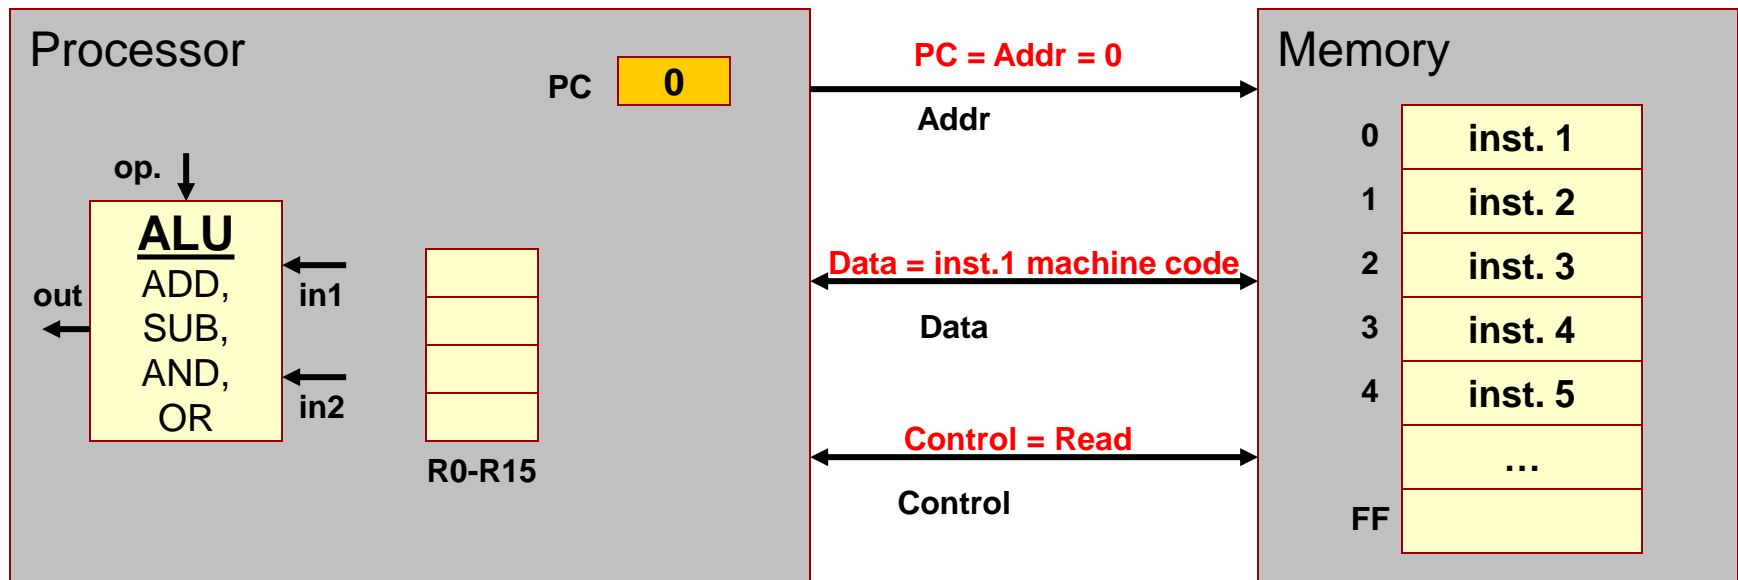 Processor
PC
0
op.
ALU
ADD,
SUB,
AND,
OR
out
in1
in2
R0-R15
PC = Addr = 0
Addr
Data = inst.1 machine code
Data
Control = Read
Control
Memory
0 inst. 1
1 inst. 2
2 inst. 3
3 inst. 4
4 inst. 5
…
FF